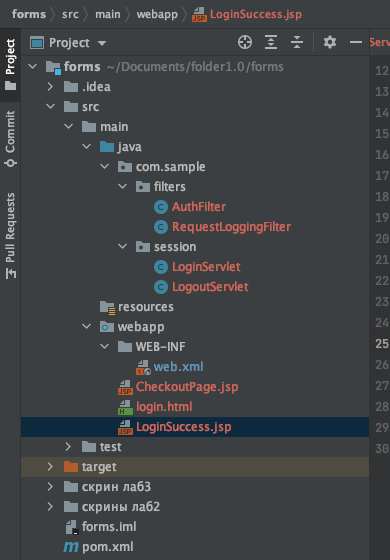 forms › src › main › webapp › LoginSuccess.jsp
Project
Serv
forms ~/Documents/folder1.0/forms
.idea
src
main
java
com.sample
filters
AuthFilter
RequestLoggingFilter
session
LoginServlet
LogoutServlet
resources
webapp
WEB-INF
web.xml
CheckoutPage.jsp
login.html
LoginSuccess.jsp
test
target
скрин лаб3
скрины лаб2
forms.iml
pom.xml
Project
Commit
Pull Requests
12
13
14
15
16
17
18
19
20
21
22
23
24
25
26
27
28
29
30